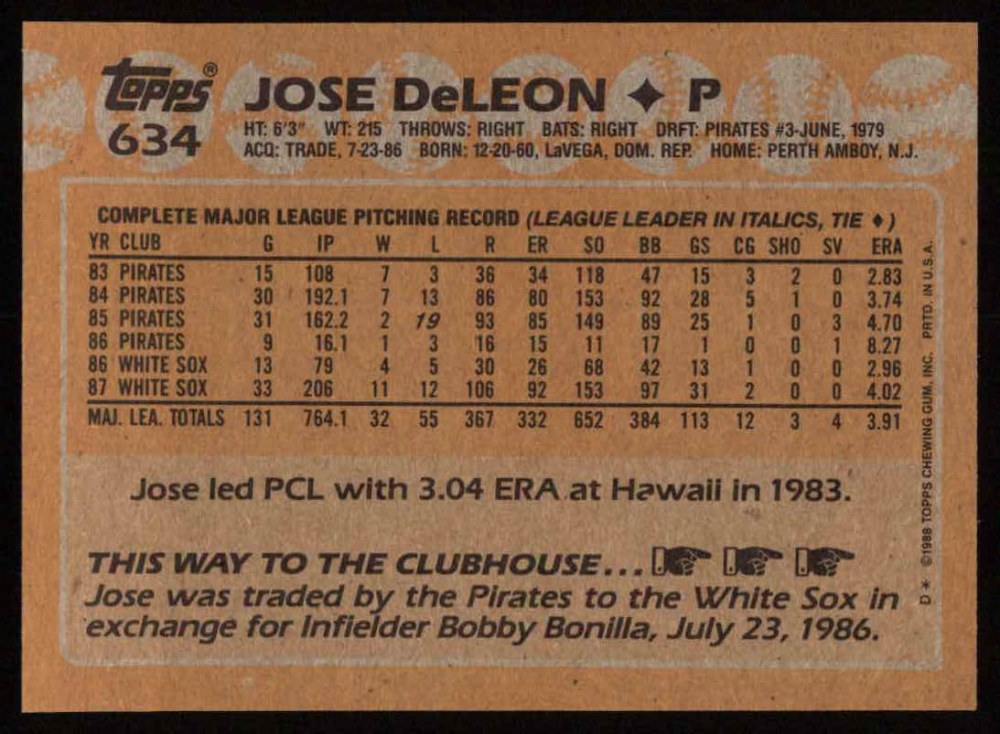 Topps® JOSE DeLEON ✦ P
634
HT: 6'3" WT: 215 THROWS: RIGHT BATS: RIGHT DRFT: PIRATES #3-JUNE, 1979
ACQ: TRADE, 7-23-86 BORN: 12-20-60, LaVEGA, DOM. REP. HOME: PERTH AMBOY, N.J.
COMPLETE MAJOR LEAGUE PITCHING RECORD (LEAGUE LEADER IN ITALICS, TIE ♦)
YR CLUB G IP W L R ER SO BB GS CG SHO SV ERA
83 PIRATES 15 108 7 3 36 34 118 47 15 3 2 0 2.83
84 PIRATES 30 192.1 7 13 86 80 153 92 28 5 1 0 3.74
85 PIRATES 31 162.2 2 19 93 85 149 89 25 1 0 3 4.70
86 PIRATES 9 16.1 1 3 16 15 11 17 1 0 0 1 8.27
86 WHITE SOX 13 79 4 5 30 26 68 42 13 1 0 0 2.96
87 WHITE SOX 33 206 11 12 106 92 153 97 31 2 0 0 4.02
MAJ. LEA. TOTALS 131 764.1 32 55 367 332 652 384 113 12 3 4 3.91
Jose led PCL with 3.04 ERA at Hawaii in 1983.
THIS WAY TO THE CLUBHOUSE...
Jose was traded by the Pirates to the White Sox in
exchange for Infielder Bobby Bonilla, July 23, 1986.
D* ©1988 TOPPS CHEWING GUM, INC. PRTD. IN U.S.A.